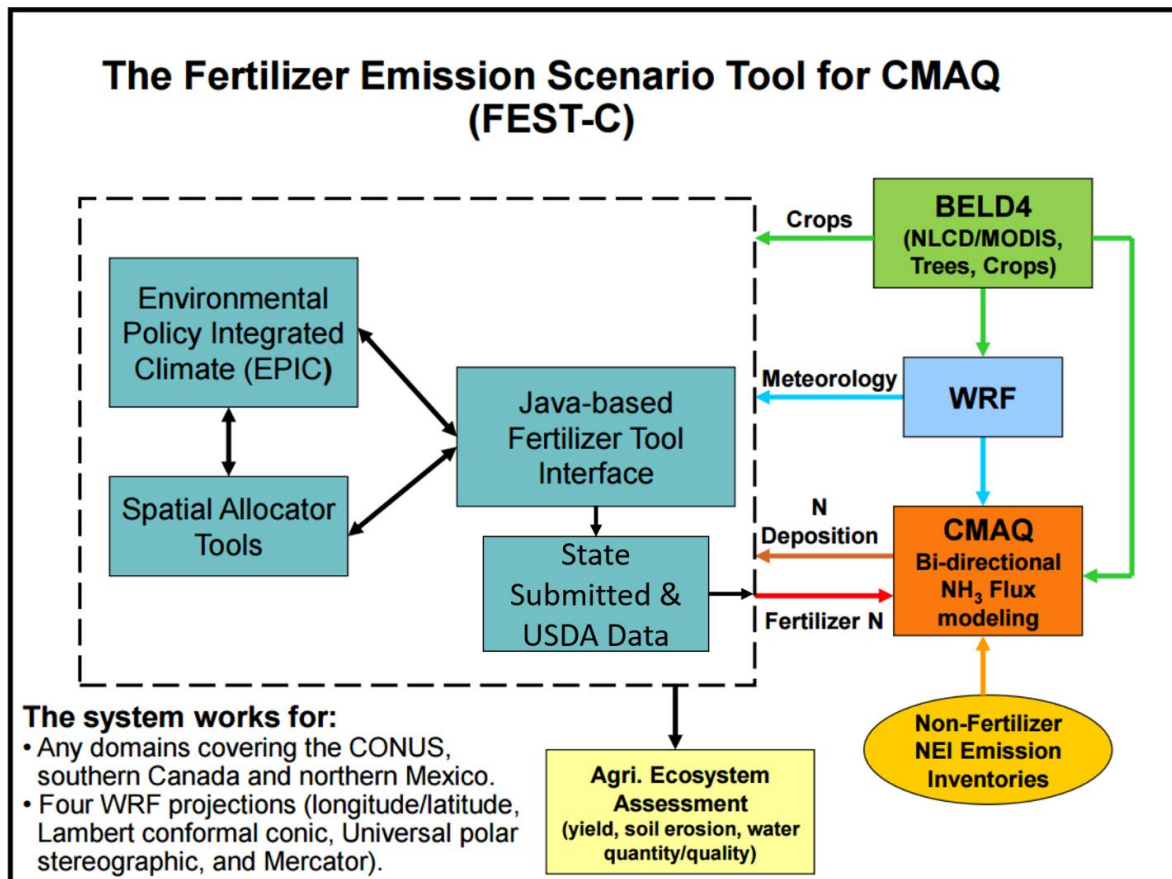 The Fertilizer Emission Scenario Tool for CMAQ
(FEST-C)
Environmental
Policy Integrated
Climate (EPIC)
Spatial Allocator
Tools
Java-based
Fertilizer Tool
Interface
State
Submitted &
USDA Data
Crops
BELD4
(NLCD/MODIS,
Trees, Crops)
Meteorology
WRF
N
Deposition
Fertilizer N
CMAQ
Bi-directional
NH₃ Flux
modeling
Non-Fertilizer
NEI Emission
Inventories
Agri. Ecosystem
Assessment
(yield, soil erosion, water
quantity/quality)
The system works for:
• Any domains covering the CONUS,
southern Canada and northern Mexico.
• Four WRF projections (longitude/latitude,
Lambert conformal conic, Universal polar
stereographic, and Mercator).